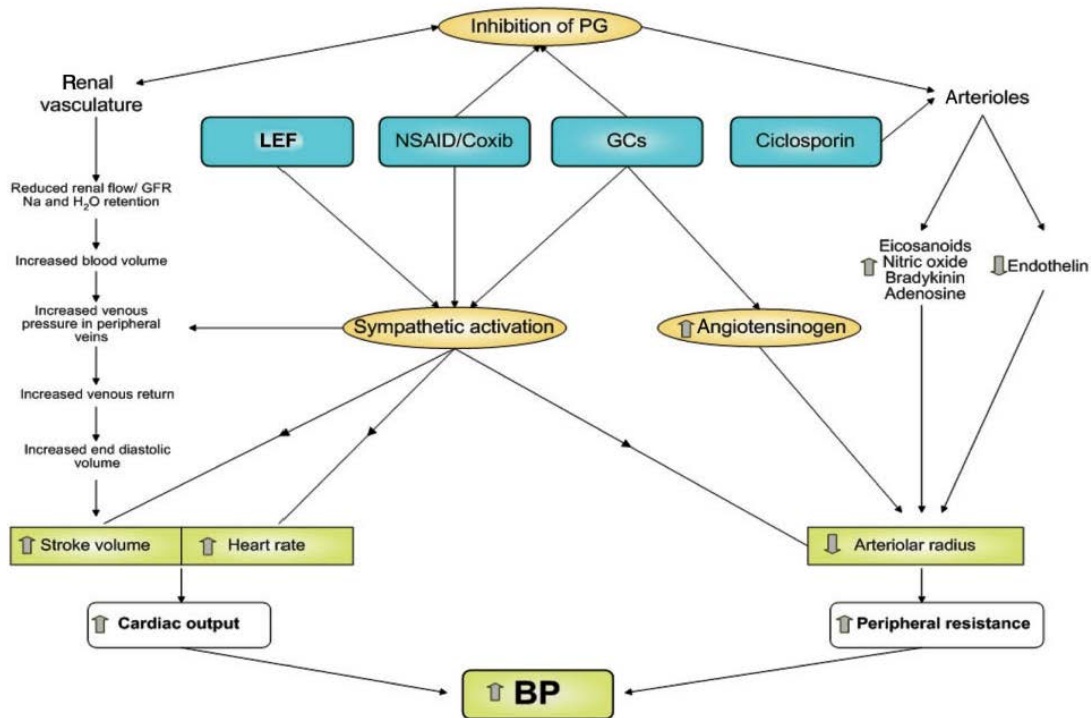 Inhibition of PG
Renal
vasculature
Arterioles
LEF
NSAID/Coxib
GCs
Ciclosporin
Reduced renal flow/ GFR
Na and H₂O retention
Increased blood volume
Increased venous
pressure in peripheral
veins
Increased venous return
Increased end diastolic
volume
Eicosanoids
Nitric oxide
Bradykinin
Adenosine
Endothelin
Sympathetic activation
Angiotensinogen
Stroke volume
Heart rate
Arteriolar radius
Cardiac output
Peripheral resistance
BP